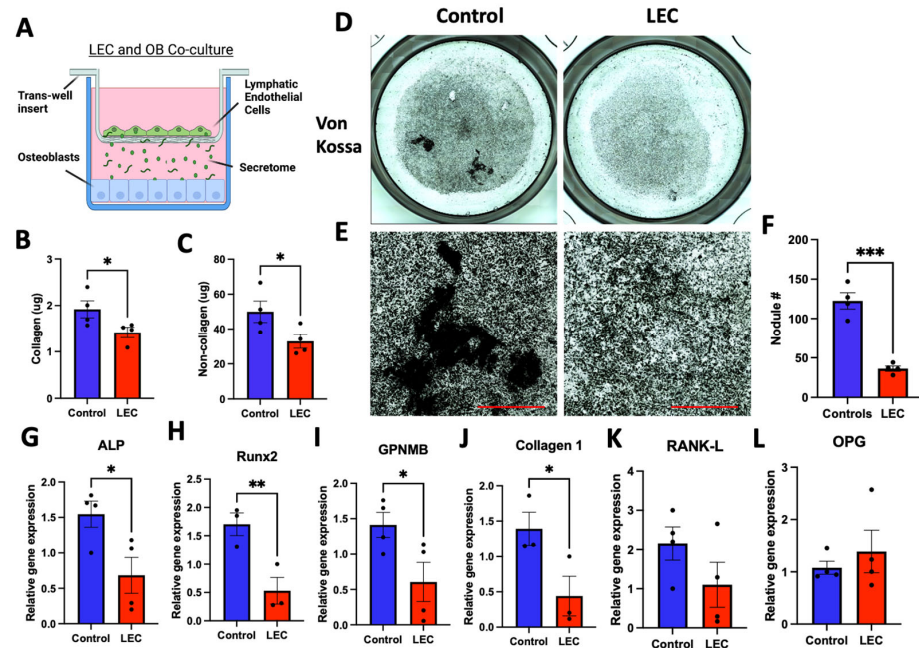 A
LEC and OB Co-culture
Trans-well
insert
Lymphatic
Endothelial
Cells
Osteoblasts
Secretome
D
Control
LEC
Von
Kossa
B
Collagen (ug)
3
2
1
0
*
Control
LEC
C
Non-collagen (ug)
80
60
40
20
0
*
Control
LEC
E
F
Nodule #
200
150
100
50
0
***
Controls
LEC
G
ALP
Relative gene expression
2.0
1.5
1.0
0.5
0.0
*
Control
LEC
H
Runx2
Relative gene expression
2.5
2.0
1.5
1.0
0.5
0.0
**
Control
LEC
I
GPNMB
Relative gene expression
2.0
1.5
1.0
0.5
0.0
*
Control
LEC
J
Collagen 1
Relative gene expression
2.0
1.5
1.0
0.5
0.0
*
Control
LEC
K
RANK-L
Relative gene expression
4
3
2
1
0
Control
LEC
L
OPG
Relative gene expression
3
2
1
0
Control
LEC